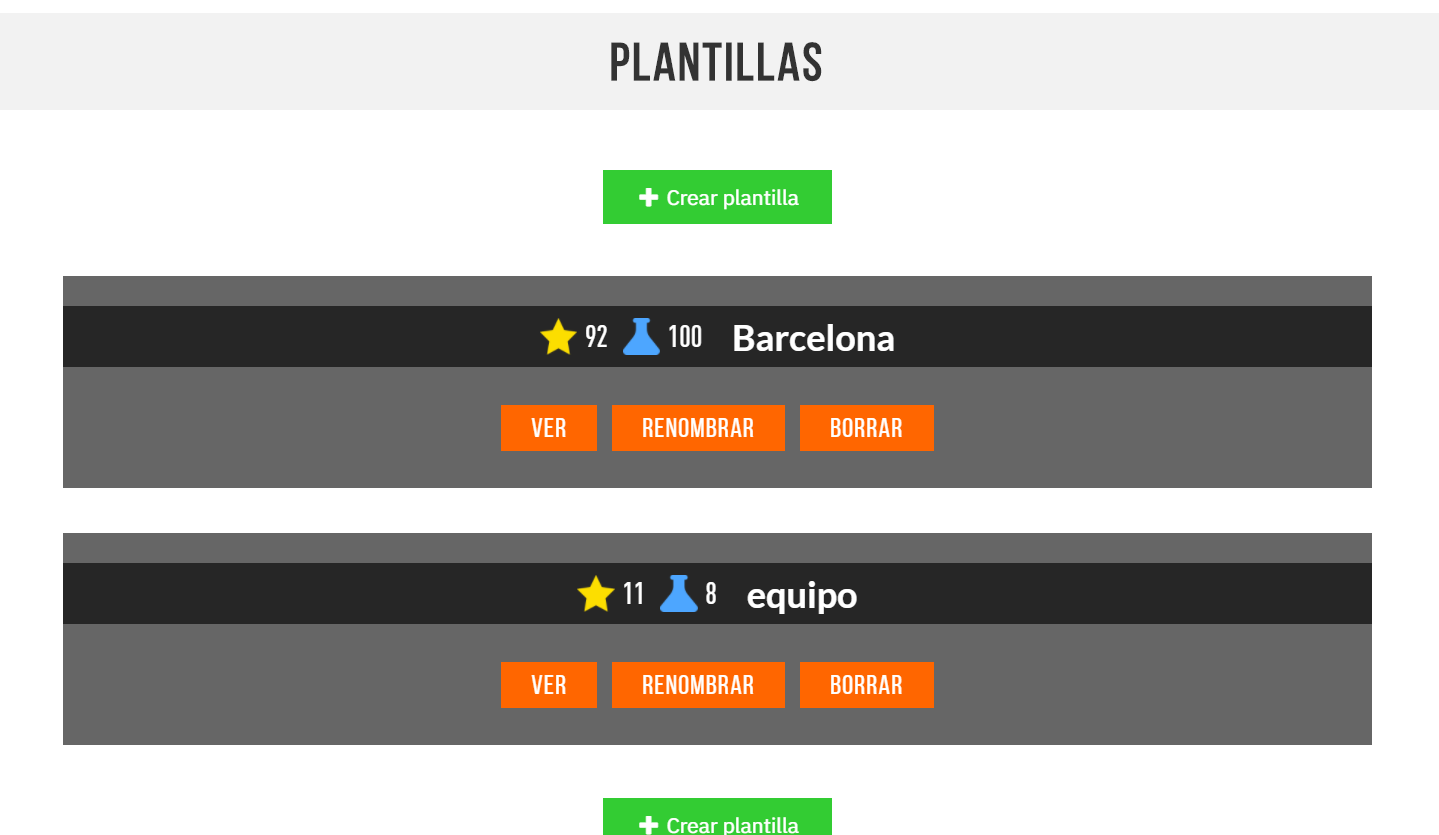 PLANTILLAS
Crear plantilla
92 100 Barcelona
VER RENOMBRAR BORRAR
11 8 equipo
VER RENOMBRAR BORRAR
Crear plantilla